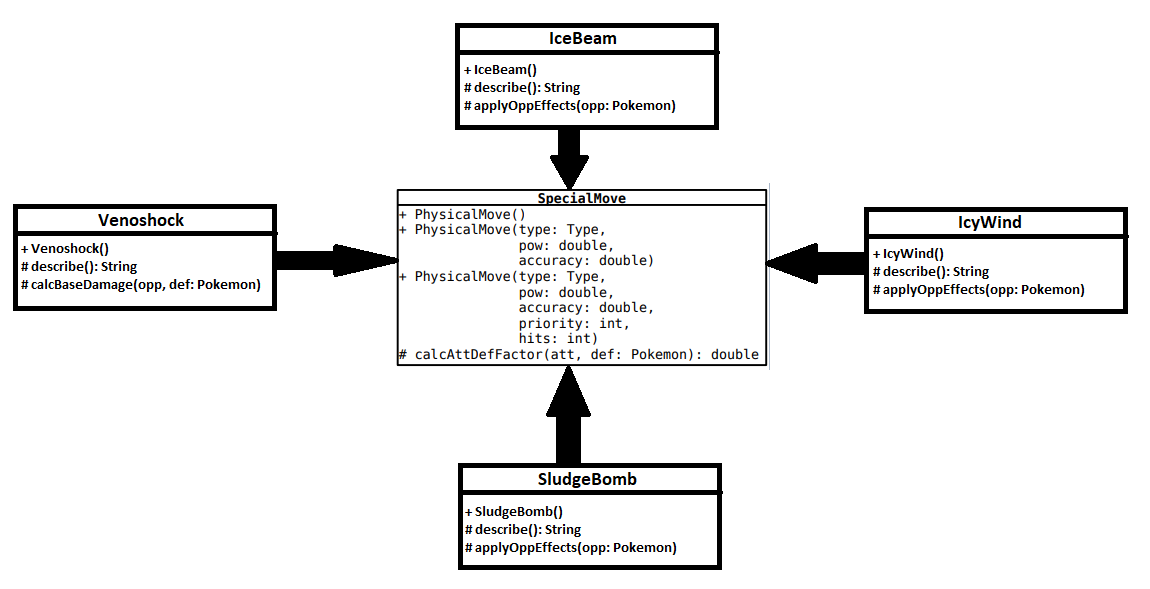 IceBeam
+ IceBeam()
# describe(): String
# applyOppEffects(opp: Pokemon)
Venoshock
+ Venoshock()
# describe(): String
# calcBaseDamage(opp, def: Pokemon)
SpecialMove
+ PhysicalMove()
+ PhysicalMove(type: Type,
pow: double,
accuracy: double)
+ PhysicalMove(type: Type,
pow: double,
accuracy: double,
priority: int,
hits: int)
# calcAttDefFactor(att, def: Pokemon): double
IcyWind
+ IcyWind()
# describe(): String
# applyOppEffects(opp: Pokemon)
SludgeBomb
+ SludgeBomb()
# describe(): String
# applyOppEffects(opp: Pokemon)